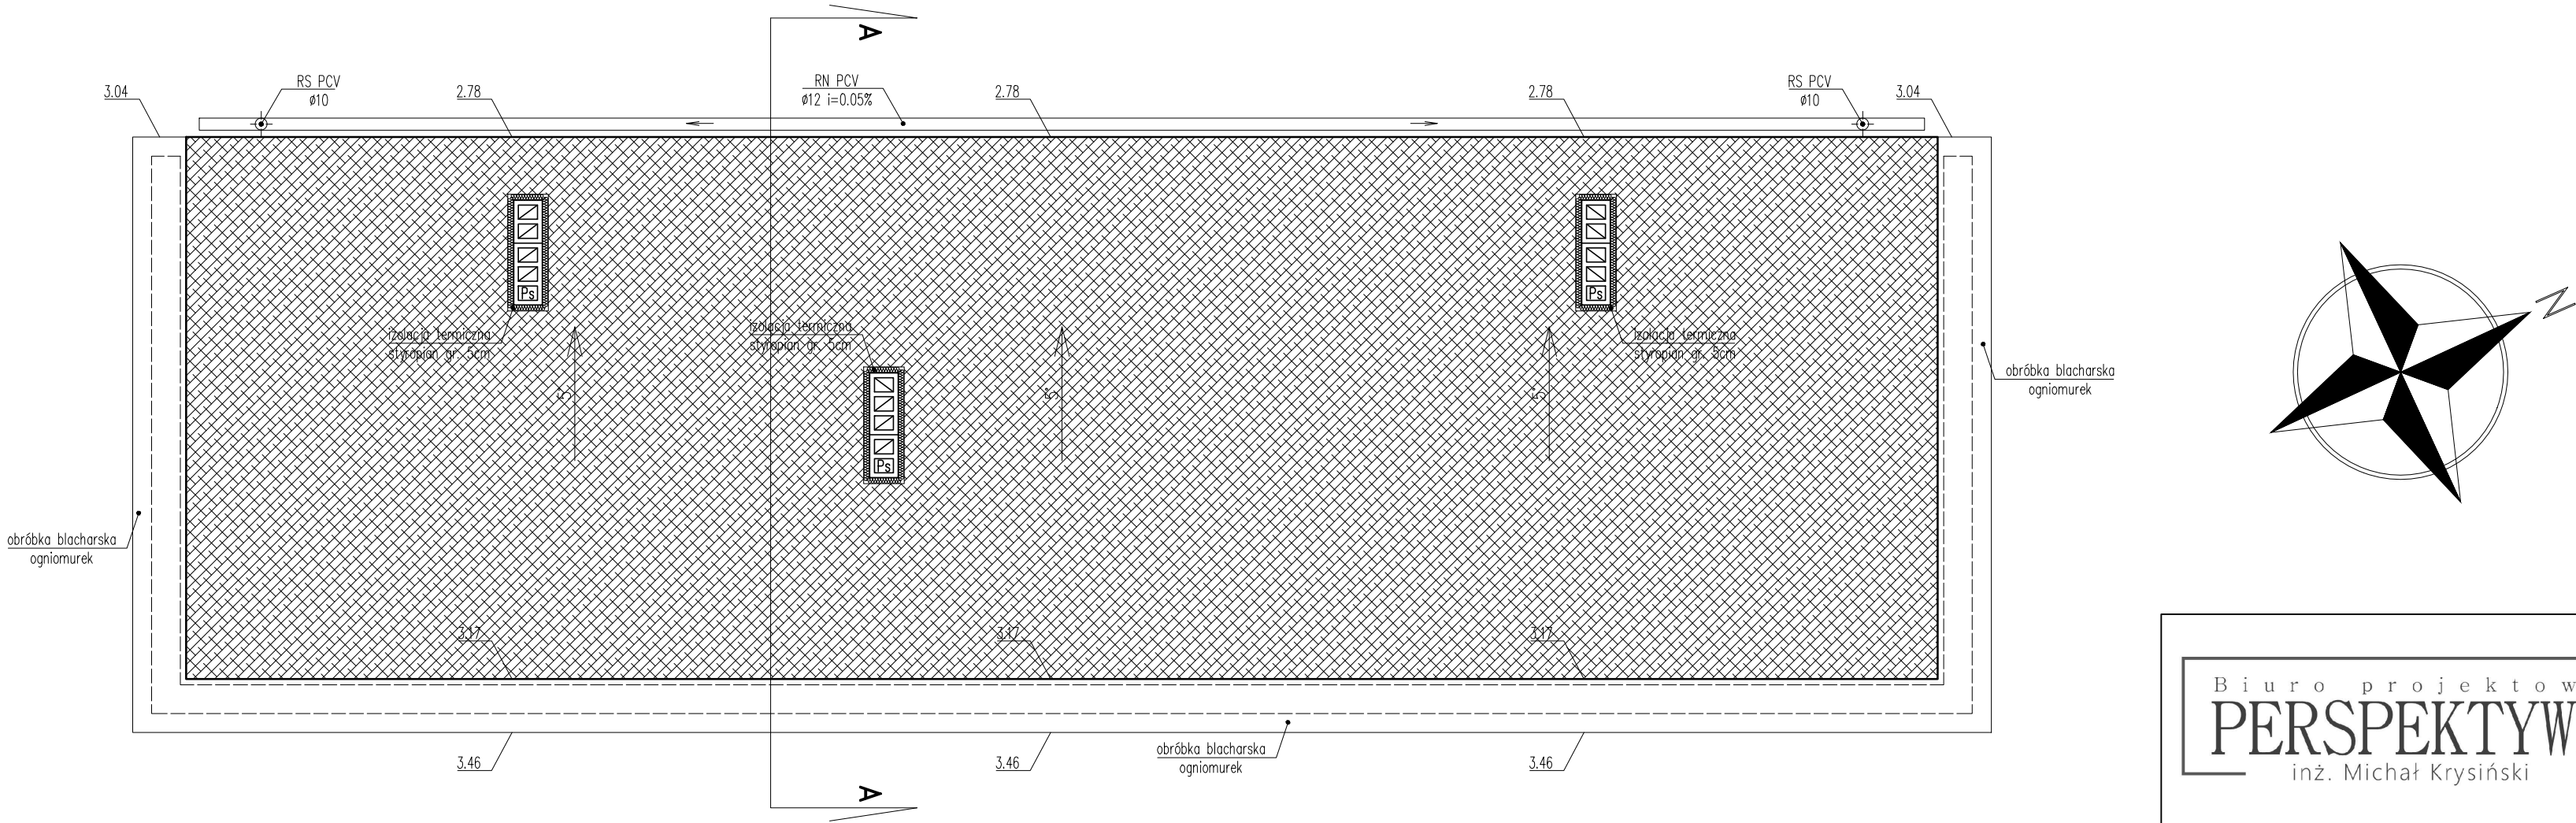 A
3.04
RS PCV
ø10
2.78
RN PCV
ø12 i=0.05%
2.78
2.78
RS PCV
ø10
3.04
Ps
Ps
N
izolacja termiczna
styropian gr. 5cm
izolacja termiczna
styropian gr. 5cm
izolacja termiczna
styropian gr. 5cm
5°
5°
5°
obróbka blacharska
ogniomurek
Ps
obróbka blacharska
ogniomurek
3.17
3.17
3.17
3.46
3.46
obróbka blacharska
ogniomurek
3.46
A
Biuro projektow
PERSPEKTYW
inż. Michał Krysiński